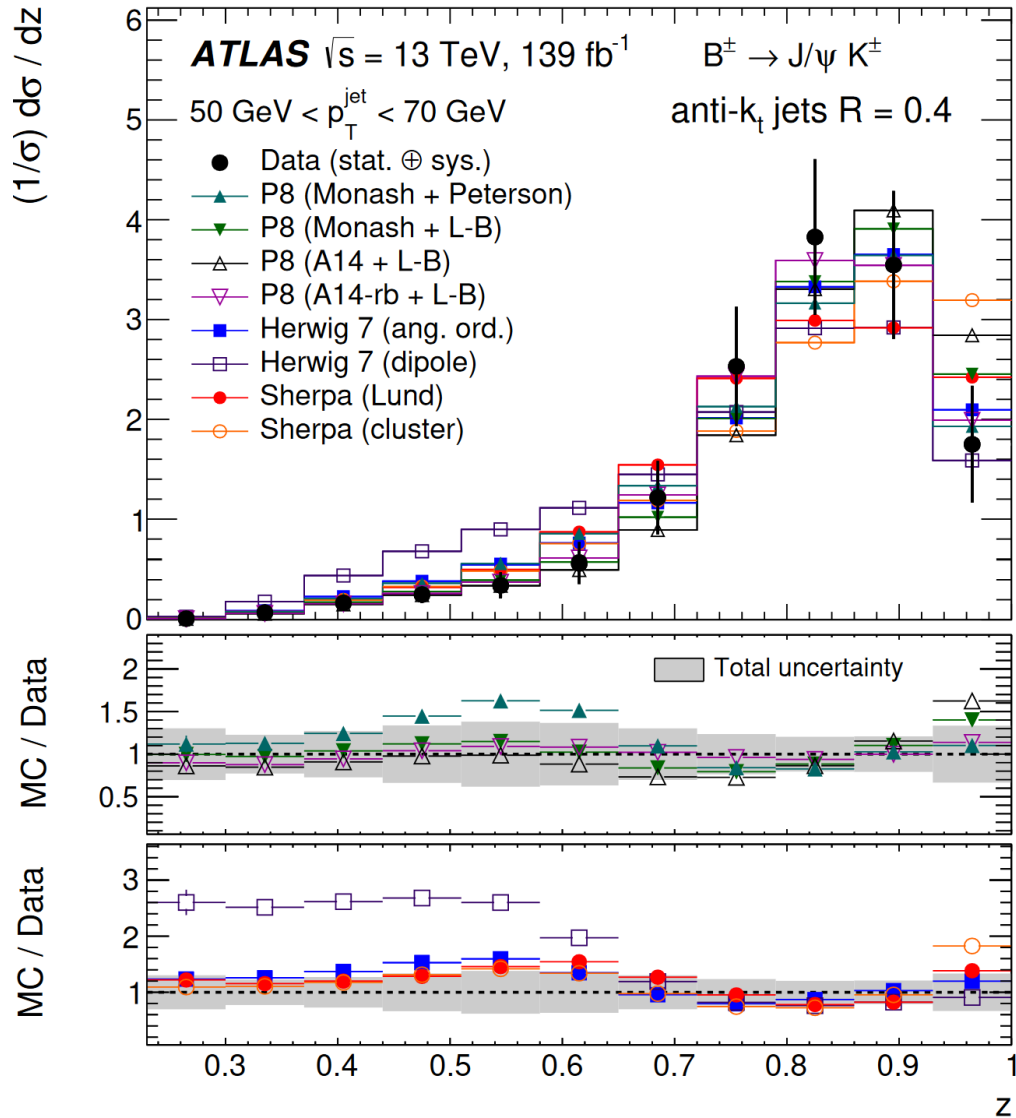 (1/σ) dσ / dz
6
5
4
3
2
1
0
ATLAS √s = 13 TeV, 139 fb⁻¹
B± → J/ψ K±
50 GeV < p_T^jet < 70 GeV
anti-k_t jets R = 0.4
Data (stat. ⊕ sys.)
P8 (Monash + Peterson)
P8 (Monash + L-B)
P8 (A14 + L-B)
P8 (A14-rb + L-B)
Herwig 7 (ang. ord.)
Herwig 7 (dipole)
Sherpa (Lund)
Sherpa (cluster)
MC / Data
2
1.5
1
0.5
Total uncertainty
MC / Data
3
2
1
0.3 0.4 0.5 0.6 0.7 0.8 0.9 1
z